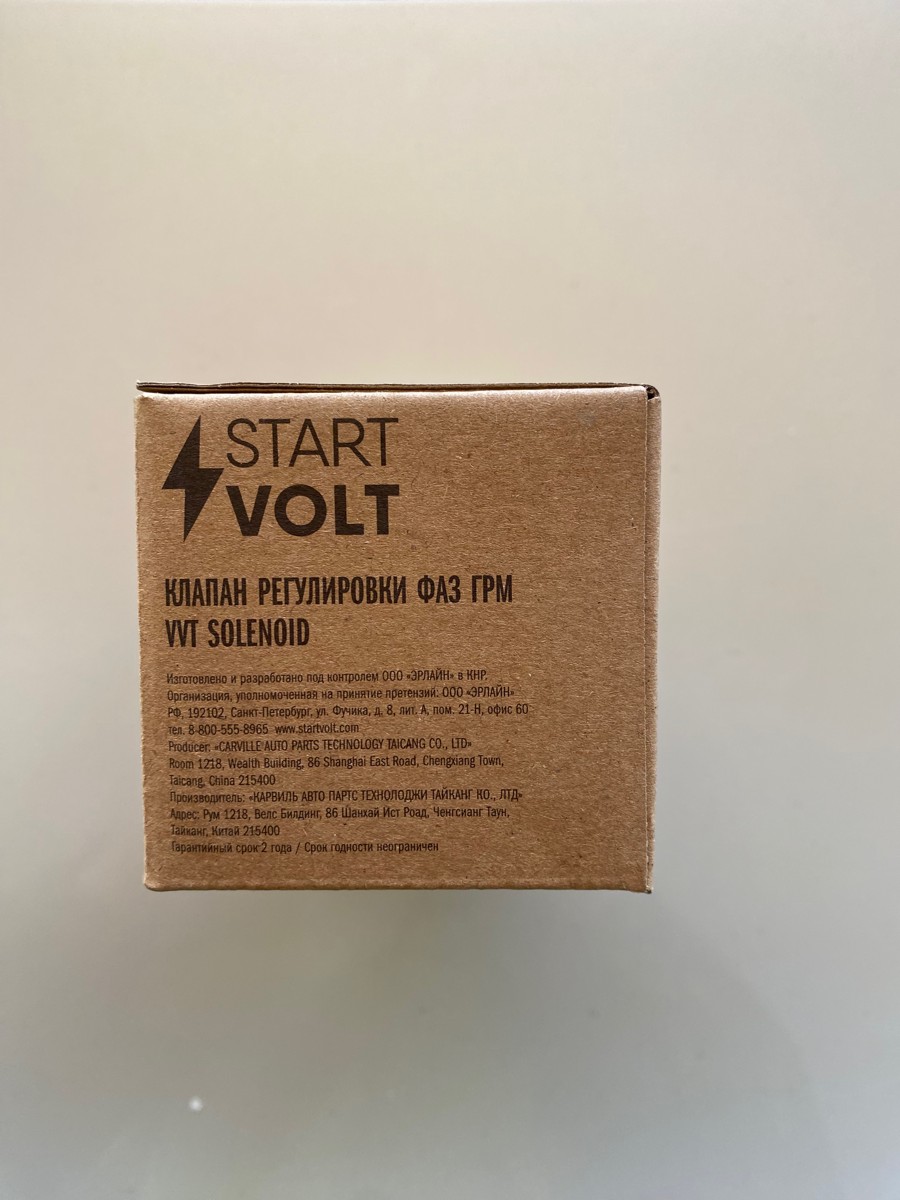 START
VOLT
КЛАПАН РЕГУЛИРОВКИ ФАЗ ГРМ
VVT SOLENOID
Изготовлено и разработано под контролем ООО «ЭРЛАЙН» в КНР.
Организация, уполномоченная на принятие претензий: ООО «ЭРЛАЙН»
РФ, 192102, Санкт-Петербург, ул. Фучика, д. 8, лит. А, пом. 21-Н, офис 60
тел. 8-800-555-8965 www.startvolt.com
Producer: «CARVILLE AUTO PARTS TECHNOLOGY TAICANG CO., LTD»
Room 1218, Wealth Building, 86 Shanghai East Road, Chengxiang Town,
Taicang, China 215400
Производитель: «КАРВИЛЬ АВТО ПАРТС ТЕХНОЛОДЖИ ТАЙКАНГ КО., ЛТД»
Адрес: Рум 1218, Велс Билдинг, 86 Шанхай Ист Роад, Ченгсианг Таун,
Тайканг, Китай 215400
Гарантийный срок 2 года / Срок годности неограничен